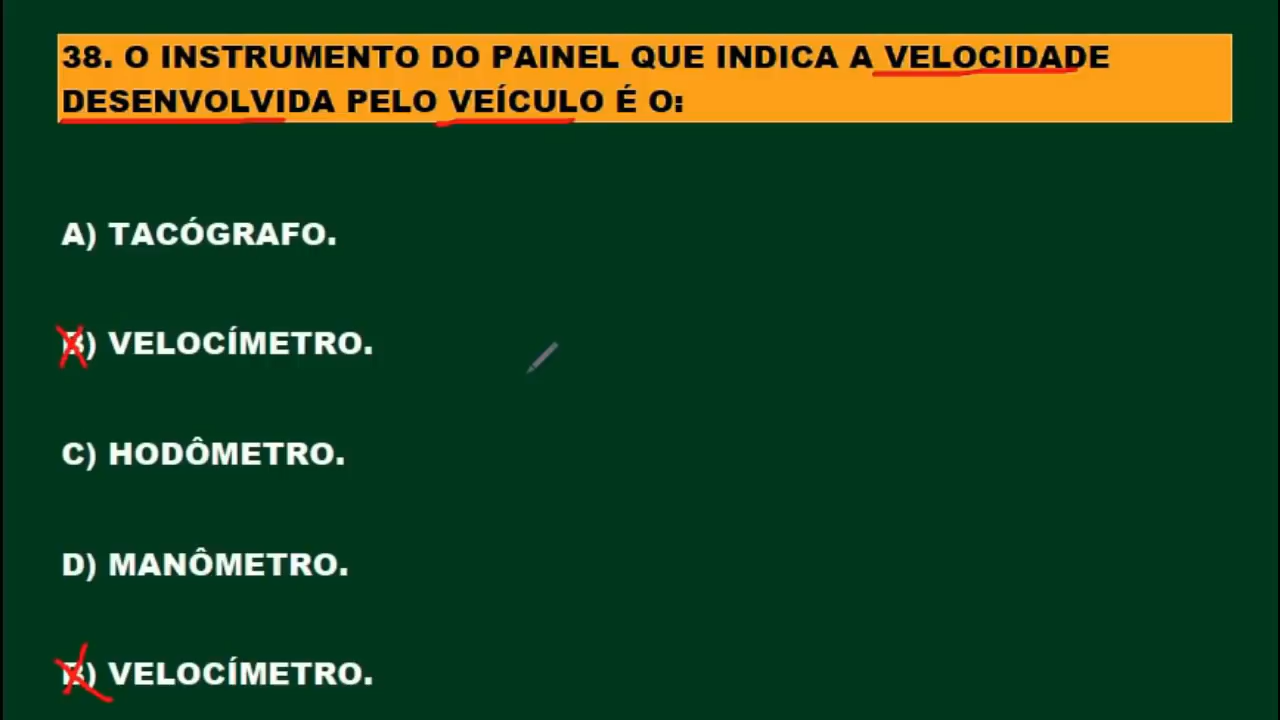 38. O INSTRUMENTO DO PAINEL QUE INDICA A VELOCIDADE
DESENVOLVIDA PELO VEÍCULO É O:
A) TACÓGRAFO.
B) VELOCÍMETRO.
C) HODÔMETRO.
D) MANÔMETRO.
B) VELOCÍMETRO.